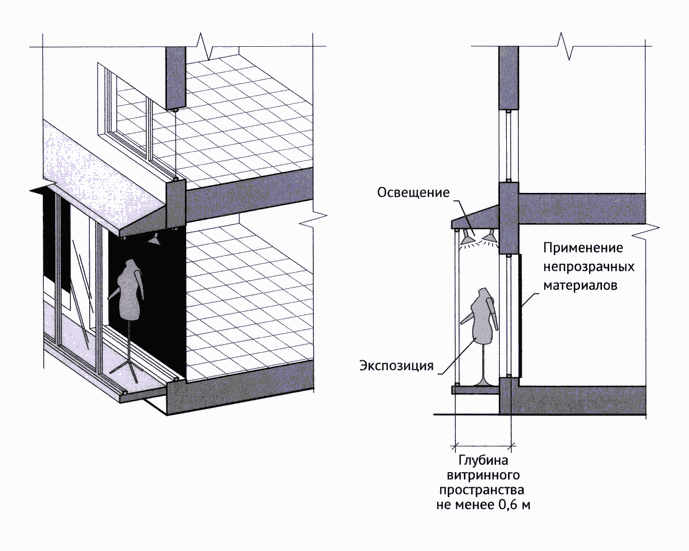 Освещение
Применение
непрозрачных
материалов
Экспозиция
Глубина
витринного
пространства
не менее 0,6 м